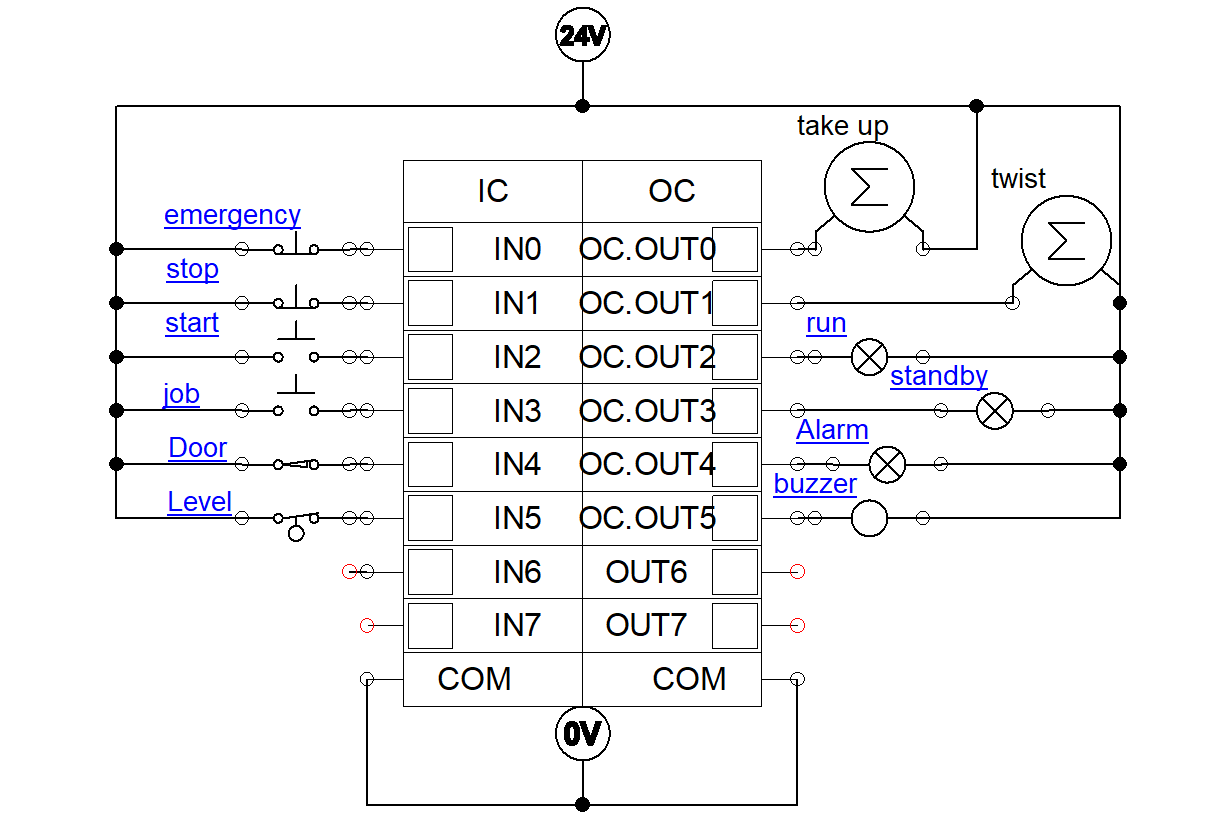 24V
take up
twist
IC OC
emergency
IN0 OC.OUT0
stop
IN1 OC.OUT1
start run
IN2 OC.OUT2
standby
job
IN3 OC.OUT3
Alarm
Door
IN4 OC.OUT4
buzzer
Level
IN5 OC.OUT5
IN6 OUT6
IN7 OUT7
COM COM
0V